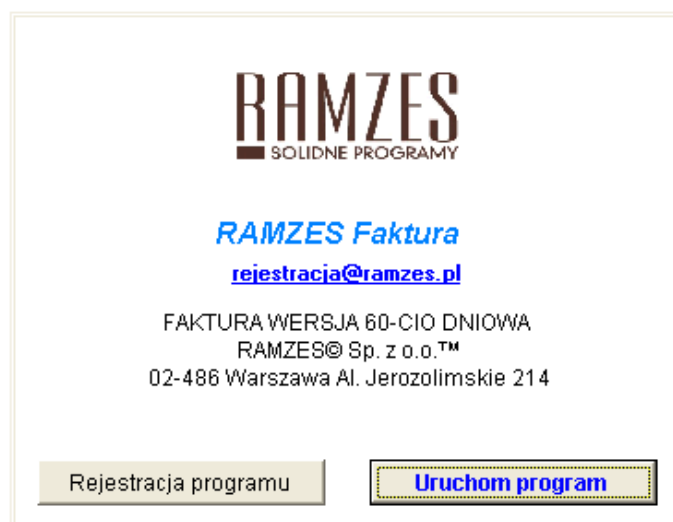 RAMZES
SOLIDNE PROGRAMY
RAMZES Faktura
rejestracja@ramzes.pl
FAKTURA WERSJA 60-CIO DNIOWA
RAMZES© Sp. z o.o.™
02-486 Warszawa Al. Jerozolimskie 214
Rejestracja programu
Uruchom program